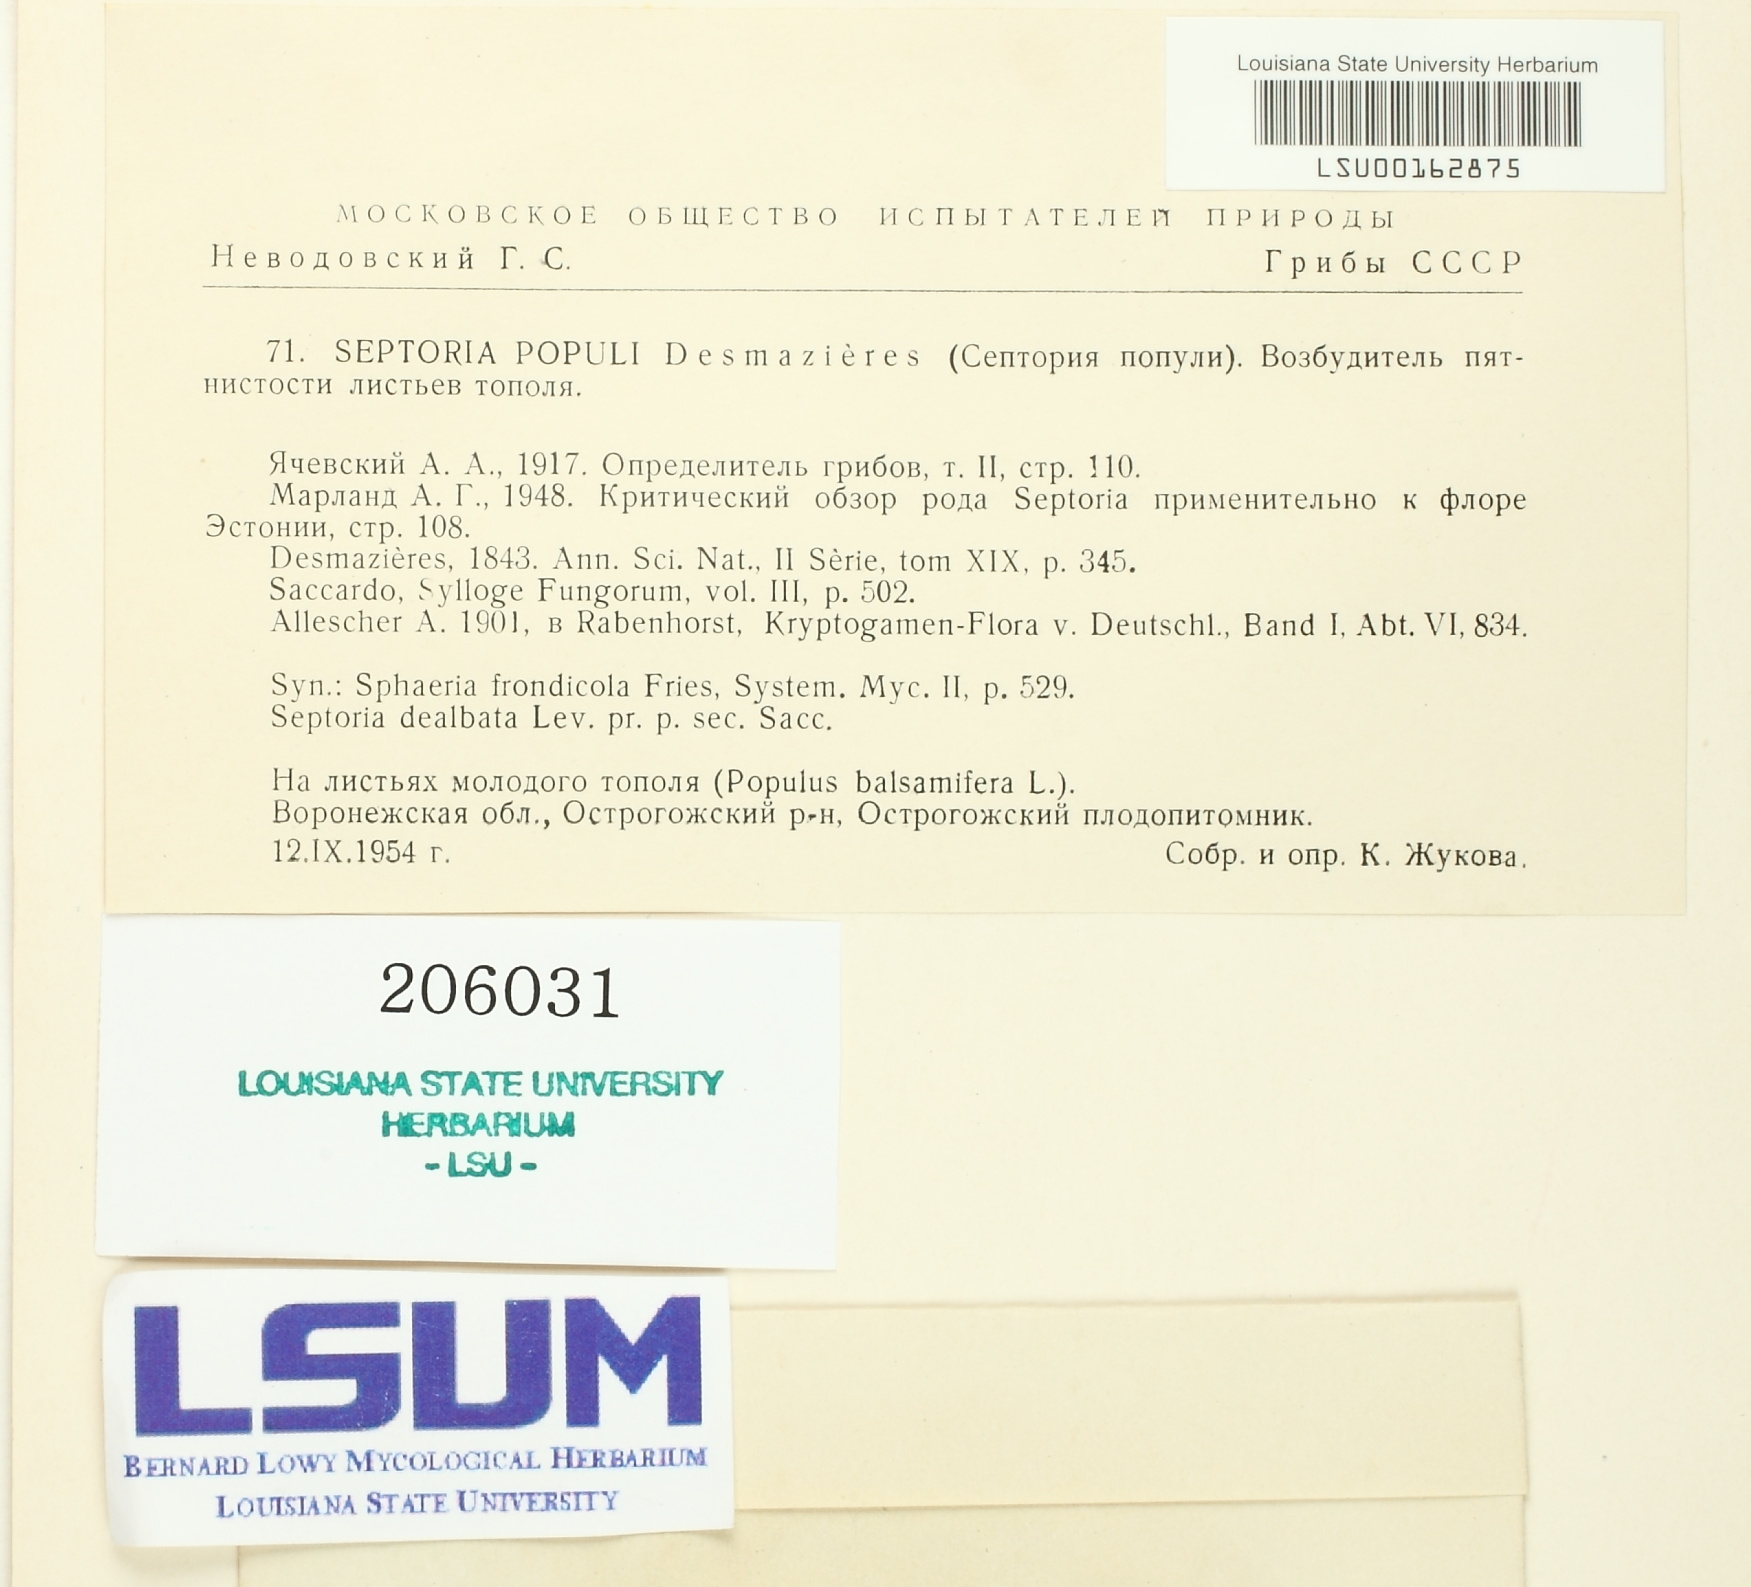 Louisiana State University Herbarium
LSU00162875
МОСКОВСКОЕ ОБЩЕСТВО ИСПЫТАТЕЛЕЙ ПРИРОДЫ
Неводовский Г. С. Грибы СССР
71. SEPTORIA POPULI Desmazières (Септория попули). Возбудитель пят-
нистости листьев тополя.
Ячевский А. А., 1917. Определитель грибов, т. II, стр. 110.
Марланд А. Г., 1948. Критический обзор рода Septoria применительно к флоре
Эстонии, стр. 108.
Desmazières, 1843. Ann. Sci. Nat., II Sèrie, tom XIX, p. 345.
Saccardo, Sylloge Fungorum, vol. III, p. 502.
Allescher A. 1901, в Rabenhorst, Kryptogamen-Flora v. Deutschl., Band I, Abt. VI, 834.
Syn.: Sphaeria frondicola Fries, System. Myc. II, p. 529.
Septoria dealbata Lev. pr. p. sec. Sacc.
На листьях молодого тополя (Populus balsamifera L.).
Воронежская обл., Острогожский р-н, Острогожский плодопитомник.
12.IX.1954 г. Собр. и опр. К. Жукова.
206031
LOUISIANA STATE UNIVERSITY
HERBARIUM
- LSU -
LSUM
BERNARD LOWY MYCOLOGICAL HERBARIUM
LOUISIANA STATE UNIVERSITY